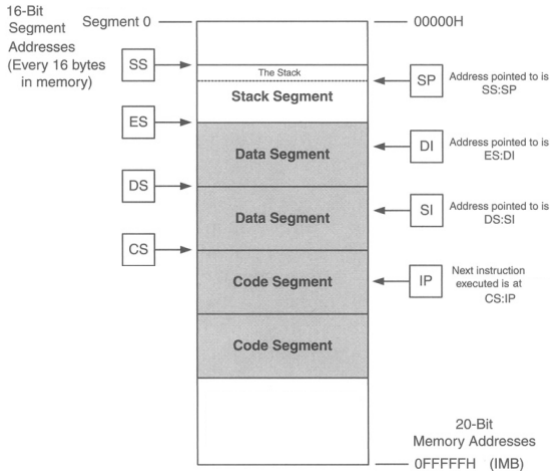 16-Bit
Segment
Addresses
(Every 16 bytes
in memory)
Segment 0
00000H
SS
The Stack
SP
Address pointed to is
SS:SP
Stack Segment
ES
Data Segment
DI
Address pointed to is
ES:DI
DS
Data Segment
SI
Address pointed to is
DS:SI
CS
Code Segment
IP
Next instruction
executed is at
CS:IP
Code Segment
20-Bit
Memory Addresses
0FFFFFH (IMB)